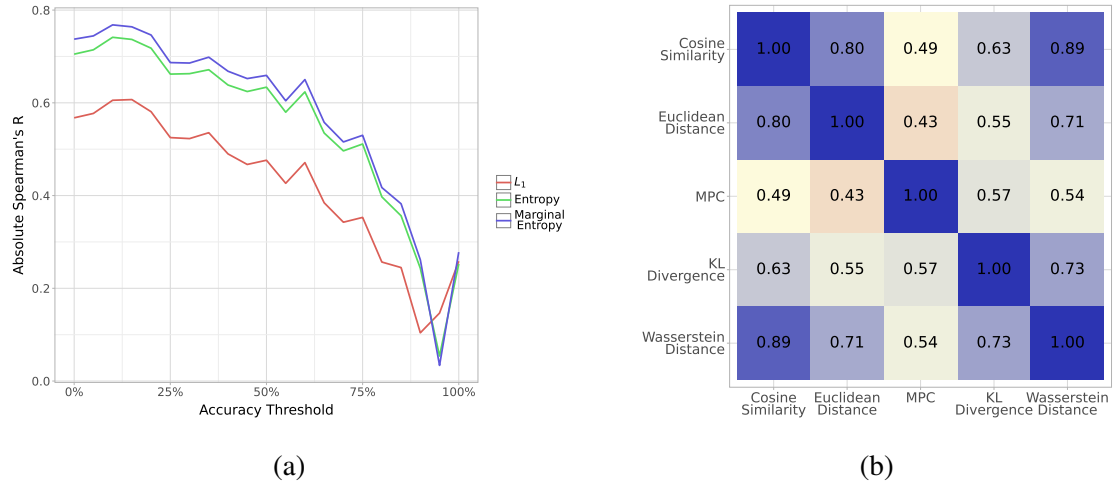 0.8
0.6
0.4
0.2
0.0
Absolute Spearman's R
0%
25%
50%
75%
100%
Accuracy Threshold
L₁
Entropy
Marginal
Entropy
(a)
Cosine
Similarity
1.00 0.80 0.49 0.63 0.89
Euclidean
Distance
0.80 1.00 0.43 0.55 0.71
MPC
0.49 0.43 1.00 0.57 0.54
KL
Divergence
0.63 0.55 0.57 1.00 0.73
Wasserstein
Distance
0.89 0.71 0.54 0.73 1.00
Cosine
Similarity
Euclidean
Distance
MPC
KL
Divergence
Wasserstein
Distance
(b)